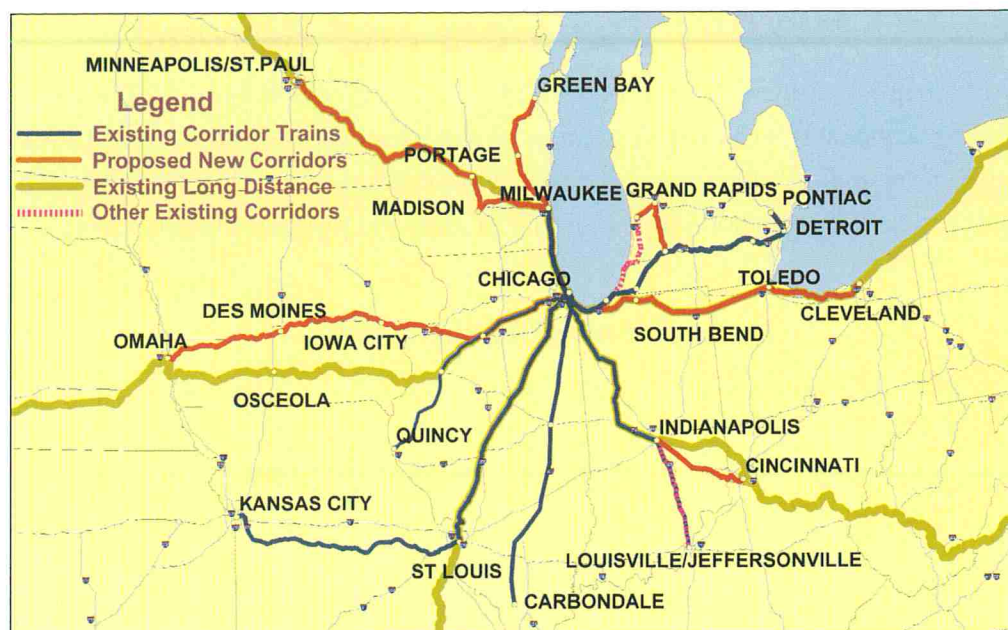 MINNEAPOLIS/ST.PAUL
Legend
Existing Corridor Trains
Proposed New Corridors
Existing Long Distance
Other Existing Corridors
GREEN BAY
PORTAGE
MADISON
MILWAUKEE
GRAND RAPIDS
PONTIAC
DETROIT
CHICAGO
TOLEDO
CLEVELAND
SOUTH BEND
DES MOINES
OMAHA
IOWA CITY
OSCEOLA
QUINCY
INDIANAPOLIS
CINCINNATI
KANSAS CITY
ST LOUIS
LOUISVILLE/JEFFERSONVILLE
CARBONDALE